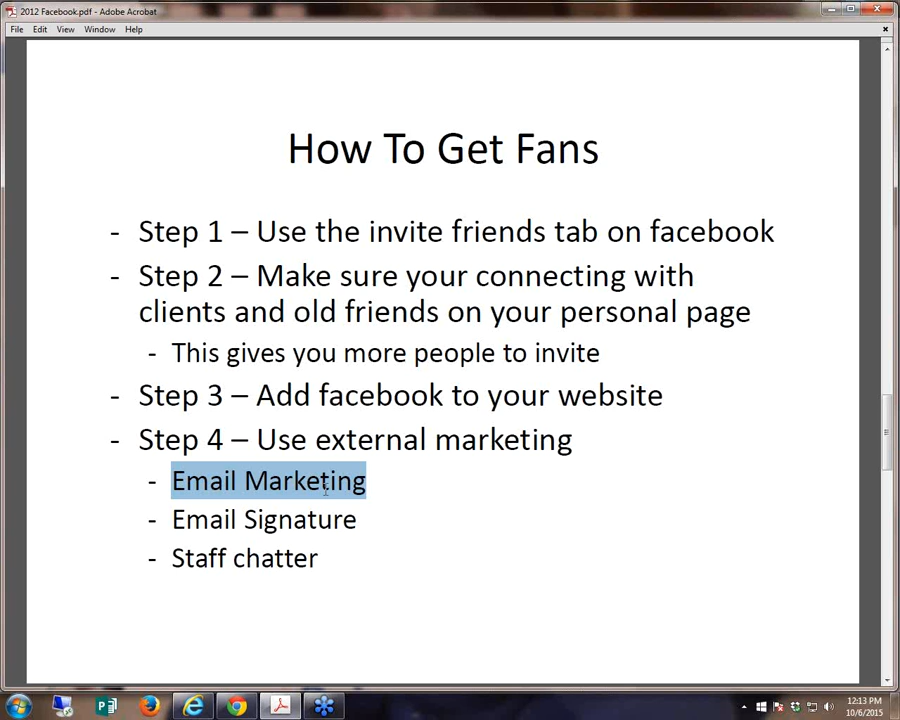 2012 Facebook.pdf - Adobe Acrobat
File Edit View Window Help
How To Get Fans
- Step 1 – Use the invite friends tab on facebook
- Step 2 – Make sure your connecting with
clients and old friends on your personal page
- This gives you more people to invite
- Step 3 – Add facebook to your website
- Step 4 – Use external marketing
- Email Marketing
- Email Signature
- Staff chatter
12:13 PM
10/6/2015